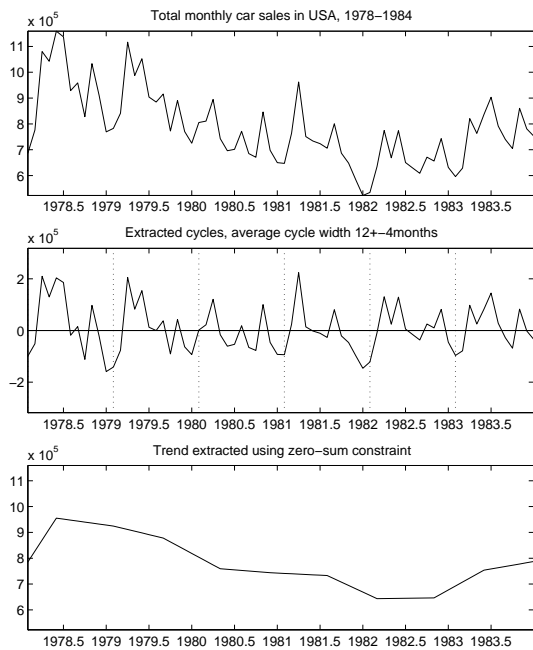 Total monthly car sales in USA, 1978−1984
x 10^5
11
10
9
8
7
6
1978.5 1979 1979.5 1980 1980.5 1981 1981.5 1982 1982.5 1983 1983.5
Extracted cycles, average cycle width 12+−4months
x 10^5
2
0
−2
1978.5 1979 1979.5 1980 1980.5 1981 1981.5 1982 1982.5 1983 1983.5
Trend extracted using zero−sum constraint
x 10^5
11
10
9
8
7
6
1978.5 1979 1979.5 1980 1980.5 1981 1981.5 1982 1982.5 1983 1983.5